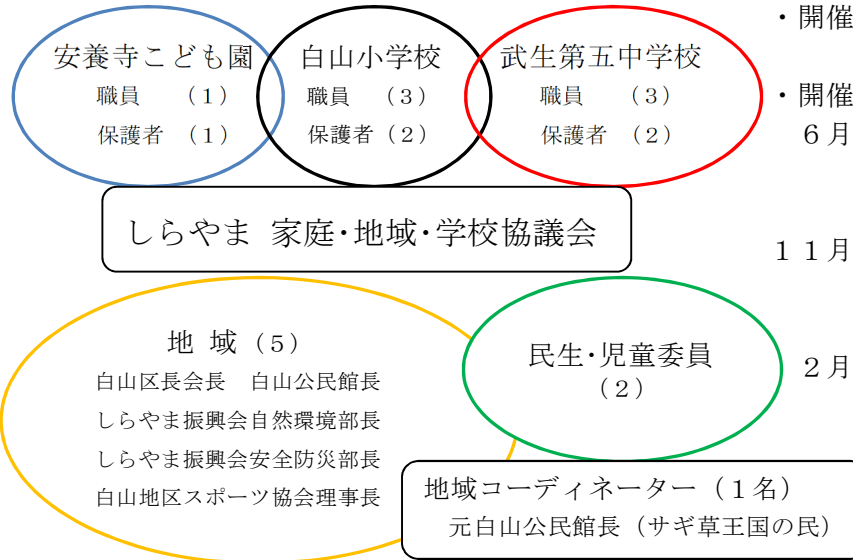 安養寺こども園
職員 （１）
保護者 （１）
白山小学校
職員 （３）
保護者（２）
武生第五中学校
職員 （３）
保護者 （２）
しらやま 家庭・地域・学校協議会
地 域（５）
白山区長会長 白山公民館長
しらやま振興会自然環境部長
しらやま振興会安全防災部長
白山地区スポーツ協会理事長
民生・児童委員
（２）
地域コーディネーター（１名）
元白山公民館長（サギ草王国の民）
・開催
・開催
６月
１１月
２月